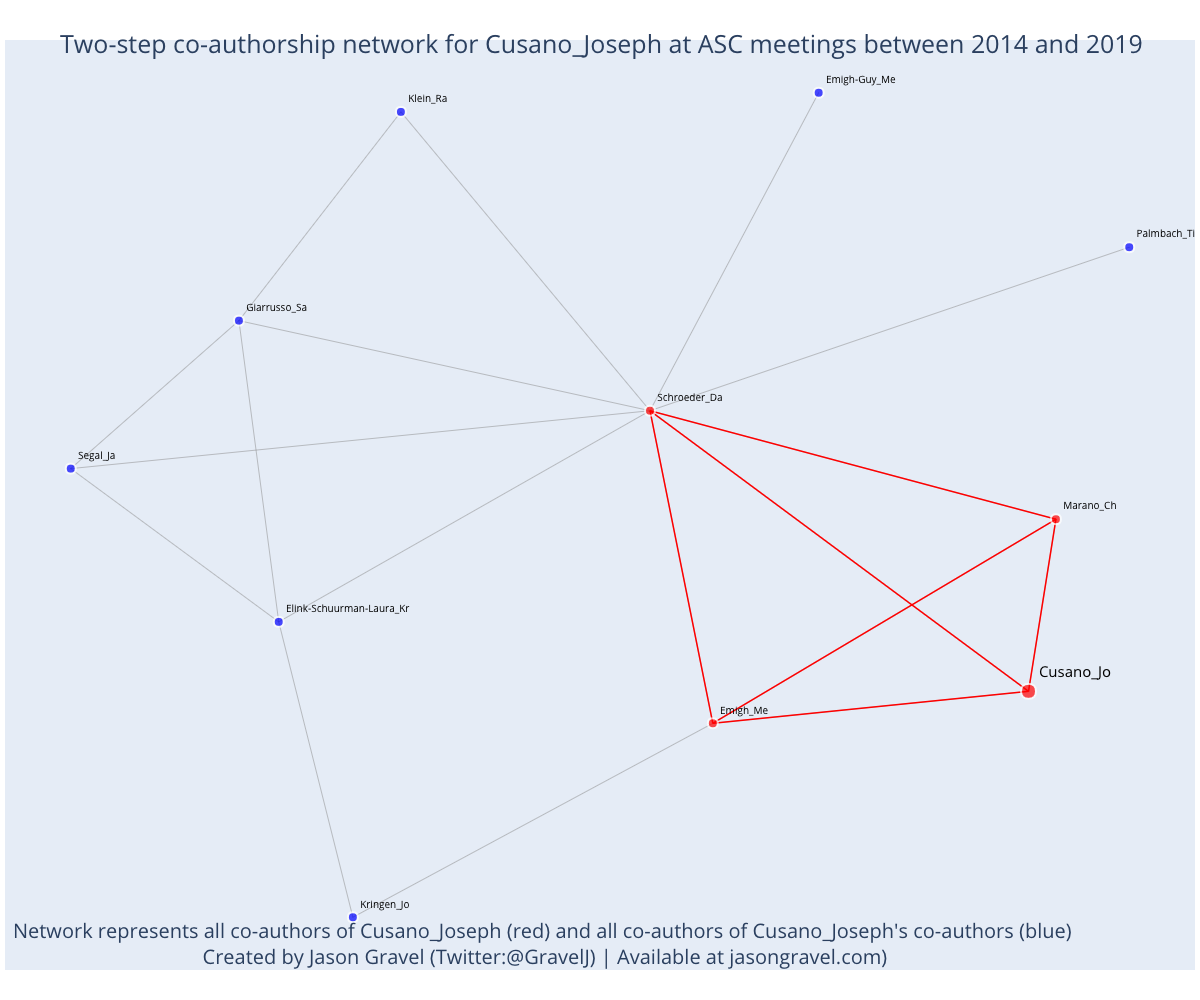 Two-step co-authorship network for Cusano_Joseph at ASC meetings between 2014 and 2019
Emigh-Guy_Me
Klein_Ra
Palmbach_Ti
Giarrusso_Sa
Schroeder_Da
Segal_Ja
Marano_Ch
Elink-Schuurman-Laura_Kr
Cusano_Jo
Emigh_Me
Kringen_Jo
Network represents all co-authors of Cusano_Joseph (red) and all co-authors of Cusano_Joseph's co-authors (blue)
Created by Jason Gravel (Twitter:@GravelJ) | Available at jasongravel.com)